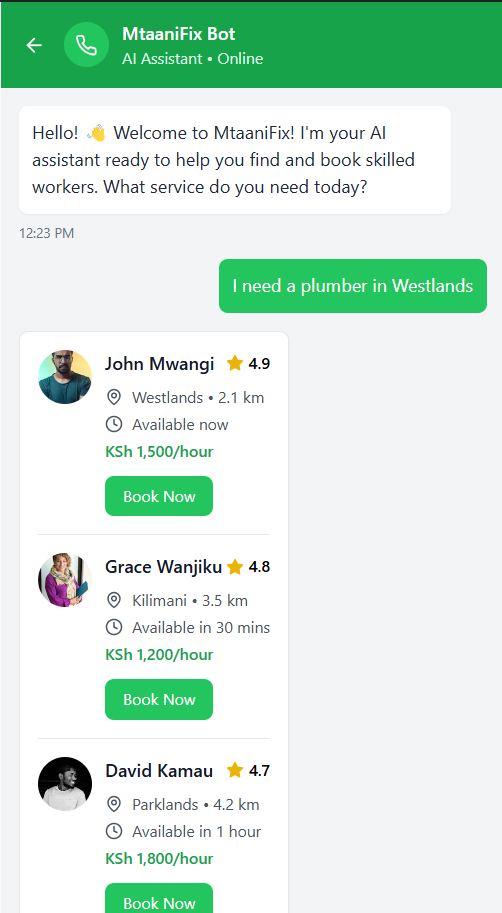 MtaaniFix Bot
AI Assistant • Online
Hello! 👋 Welcome to MtaaniFix! I'm your AI
assistant ready to help you find and book skilled
workers. What service do you need today?
12:23 PM
I need a plumber in Westlands
John Mwangi 4.9
Westlands • 2.1 km
Available now
KSh 1,500/hour
Book Now
Grace Wanjiku 4.8
Kilimani • 3.5 km
Available in 30 mins
KSh 1,200/hour
Book Now
David Kamau 4.7
Parklands • 4.2 km
Available in 1 hour
KSh 1,800/hour
Book Now